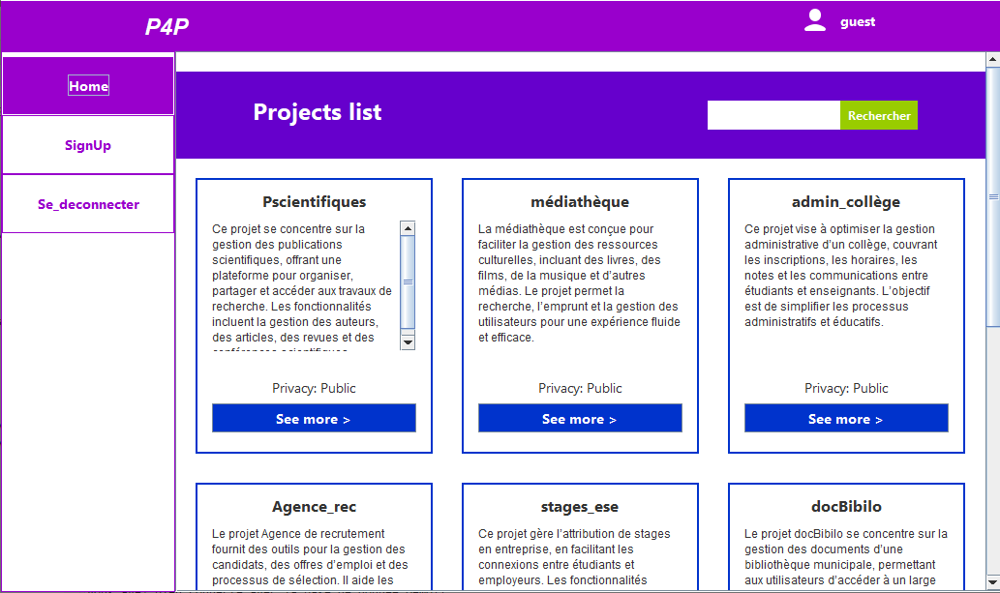 P4P
guest
Home
SignUp
Se_deconnecter
Projects list
Rechercher
Pscientifiques
Ce projet se concentre sur la
gestion des publications
scientifiques, offrant une
plateforme pour organiser,
partager et accéder aux travaux de
recherche. Les fonctionnalités
incluent la gestion des auteurs,
des articles, des revues et des
conférences scientifiques.
Privacy: Public
See more >
médiathèque
La médiathèque est conçue pour
faciliter la gestion des ressources
culturelles, incluant des livres, des
films, de la musique et d'autres
médias. Le projet permet la
recherche, l'emprunt et la gestion des
utilisateurs pour une expérience fluide
et efficace.
Privacy: Public
See more >
admin_collège
Ce projet vise à optimiser la gestion
administrative d'un collège, couvrant
les inscriptions, les horaires, les
notes et les communications entre
étudiants et enseignants. L'objectif
est de simplifier les processus
administratifs et éducatifs.
Privacy: Public
See more >
Agence_rec
Le projet Agence de recrutement
fournit des outils pour la gestion des
candidats, des offres d'emploi et des
processus de sélection. Il aide les
stages_ese
Ce projet gère l'attribution de stages
en entreprise, en facilitant les
connexions entre étudiants et
employeurs. Les fonctionnalités
docBibilo
Le projet docBibilo se concentre sur la
gestion des documents d'une
bibliothèque municipale, permettant
aux utilisateurs d'accéder à un large